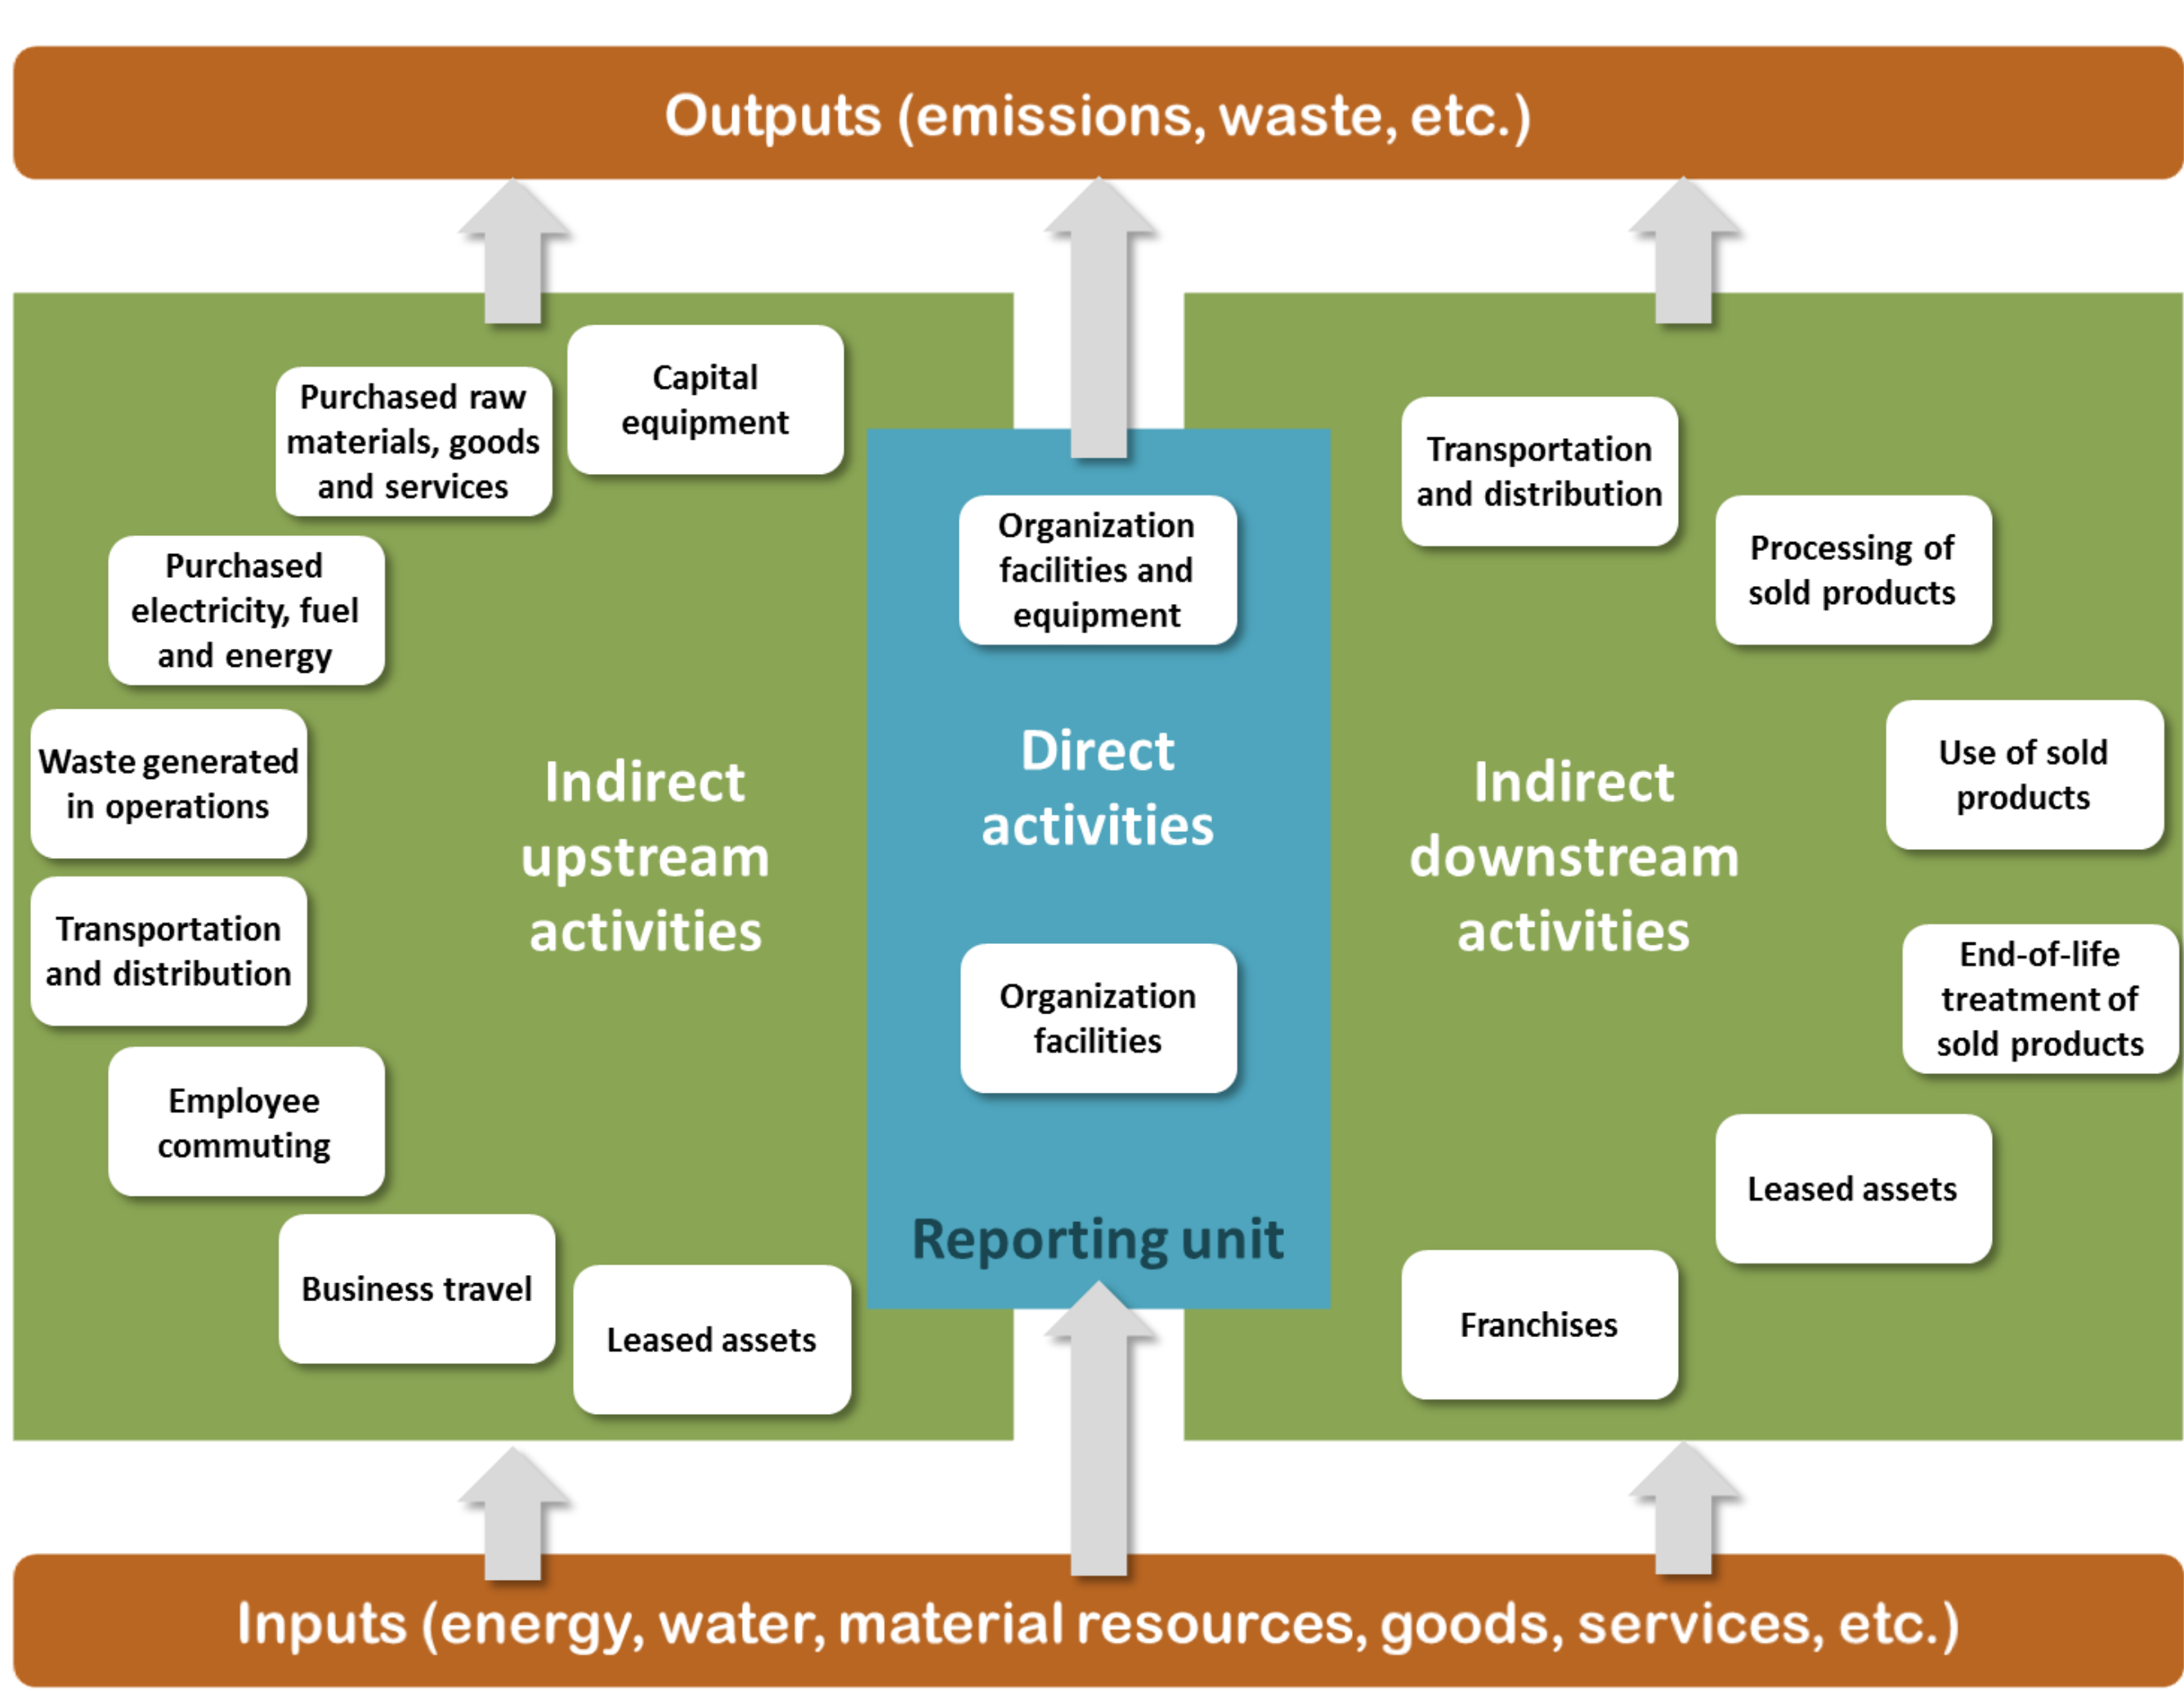 Outputs (emissions, waste, etc.)
Capital
equipment
Purchased raw
materials, goods
and services
Purchased
electricity, fuel
and energy
Waste generated
in operations
Transportation
and distribution
Employee
commuting
Business travel
Leased assets
Indirect
upstream
activities
Organization
facilities and
equipment
Direct
activities
Organization
facilities
Reporting unit
Indirect
downstream
activities
Transportation
and distribution
Processing of
sold products
Use of sold
products
End-of-life
treatment of
sold products
Leased assets
Franchises
Inputs (energy, water, material resources, goods, services, etc.)